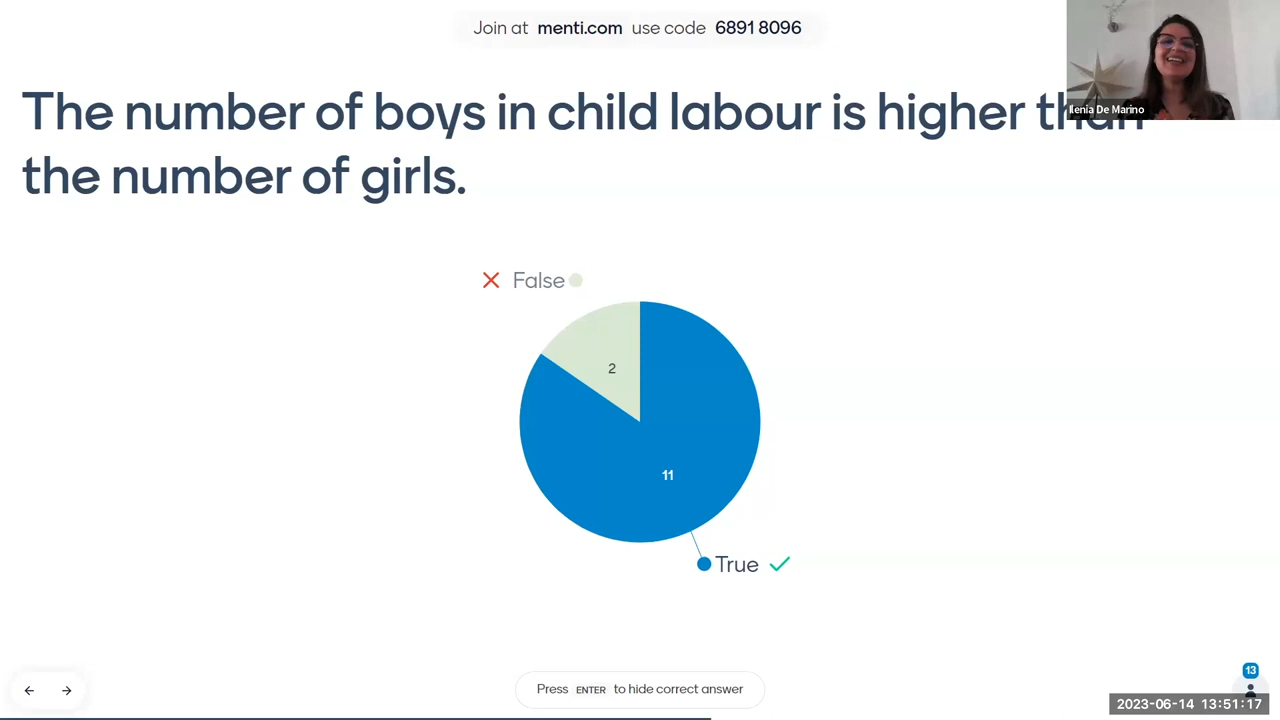 Join at menti.com use code 6891 8096
Ilenia De Marino
The number of boys in child labour is higher than
the number of girls.
False
2
11
True
Press ENTER to hide correct answer
13
2023-06-14 13:51:17